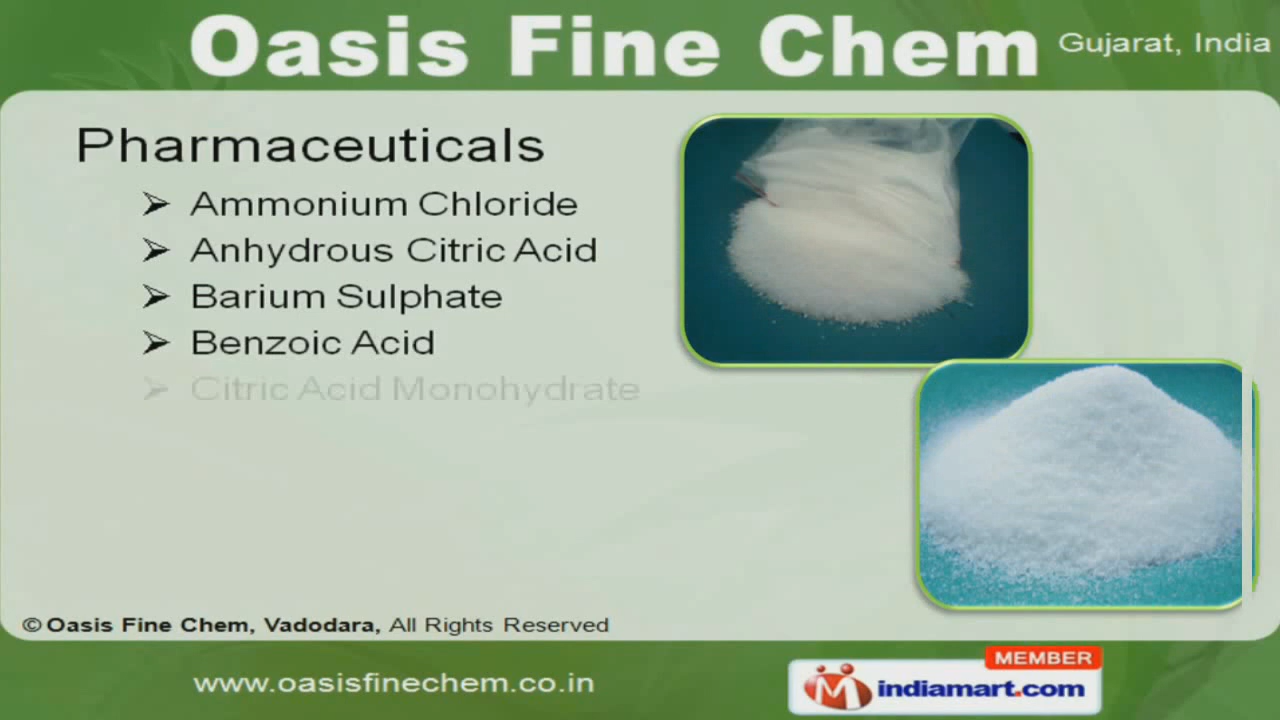 Oasis Fine Chem
Gujarat, India
Pharmaceuticals
➢ Ammonium Chloride
➢ Anhydrous Citric Acid
➢ Barium Sulphate
➢ Benzoic Acid
➢ Citric Acid Monohydrate
© Oasis Fine Chem, Vadodara, All Rights Reserved
www.oasisfinechem.co.in
MEMBER
indiamart.com